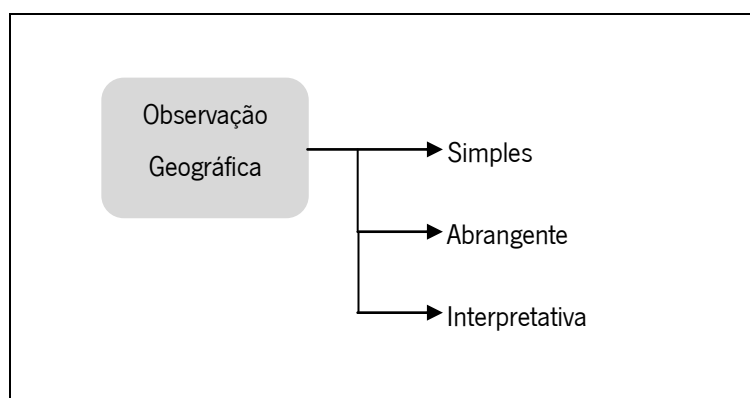 Observação
Geográfica
Simples
Abrangente
Interpretativa